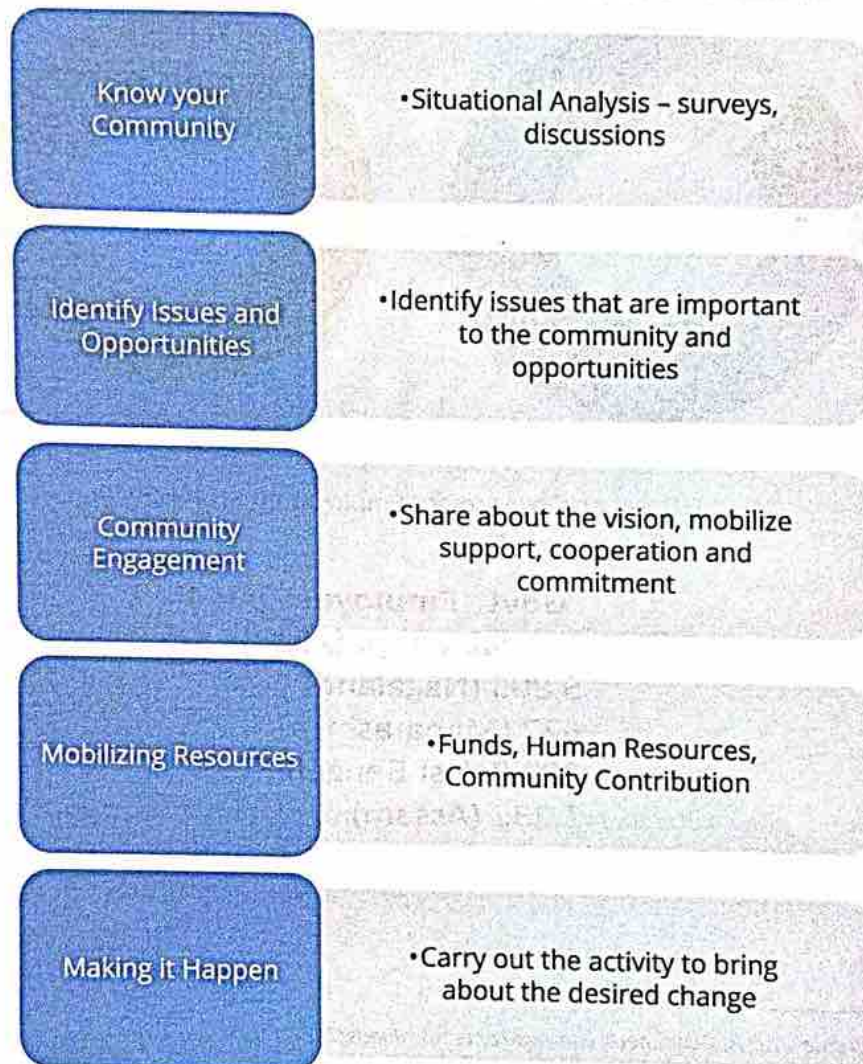 Know your
Community
•Situational Analysis – surveys,
discussions
Identify Issues and
Opportunities
•Identify issues that are important
to the community and
opportunities
Community
Engagement
•Share about the vision, mobilize
support, cooperation and
commitment
Mobilizing Resources
•Funds, Human Resources,
Community Contribution
Making it Happen
•Carry out the activity to bring
about the desired change